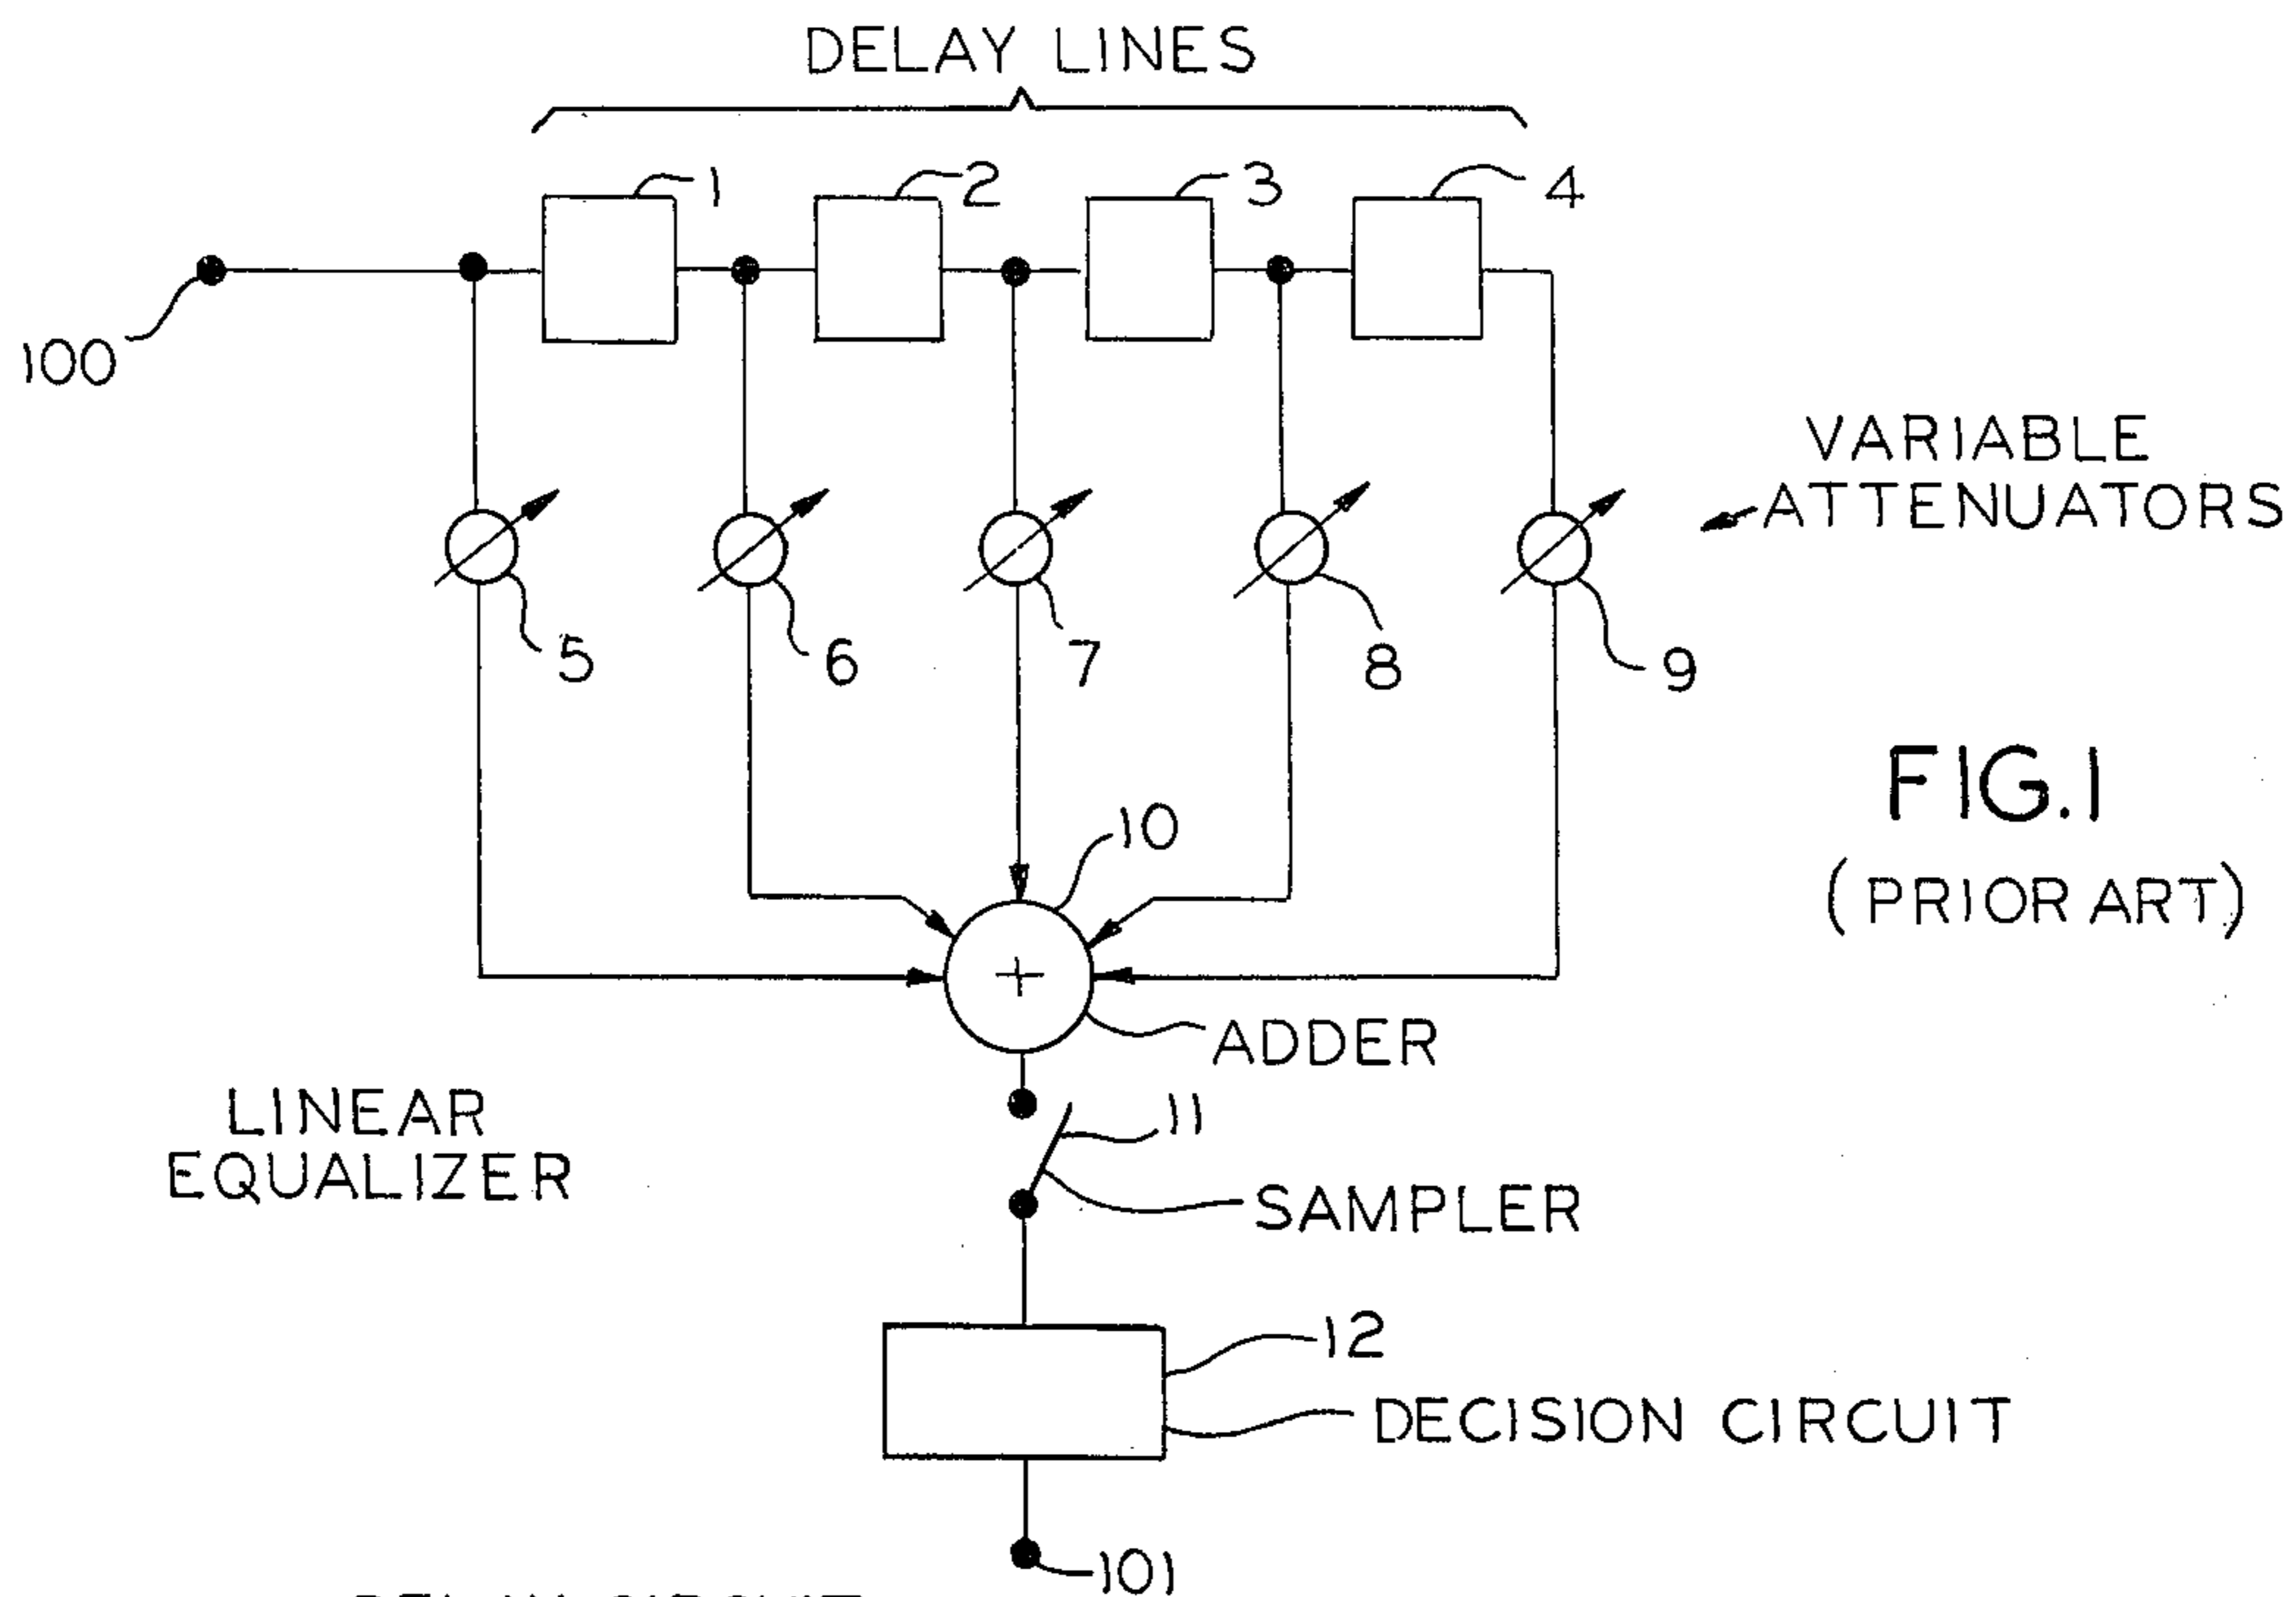 DELAY LINES
1
2
3
4
100
VARIABLE
ATTENUATORS
5
6
7
8
9
FIG.1
(PRIOR ART)
10
ADDER
LINEAR
EQUALIZER
11
SAMPLER
12
DECISION CIRCUIT
101